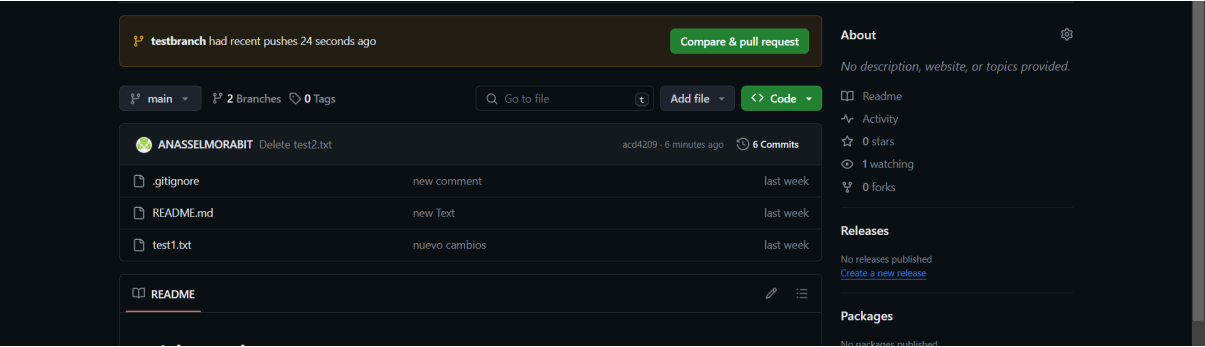 testbranch had recent pushes 24 seconds ago
Compare & pull request
main
2 Branches
0 Tags
Go to file
t
Add file
<> Code
ANASSELMORABIT Delete test2.txt
acd4209 · 6 minutes ago
6 Commits
.gitignore new comment last week
README.md new Text last week
test1.txt nuevo cambios last week
README
About
No description, website, or topics provided.
Readme
Activity
0 stars
1 watching
0 forks
Releases
No releases published
Create a new release
Packages
No packages published